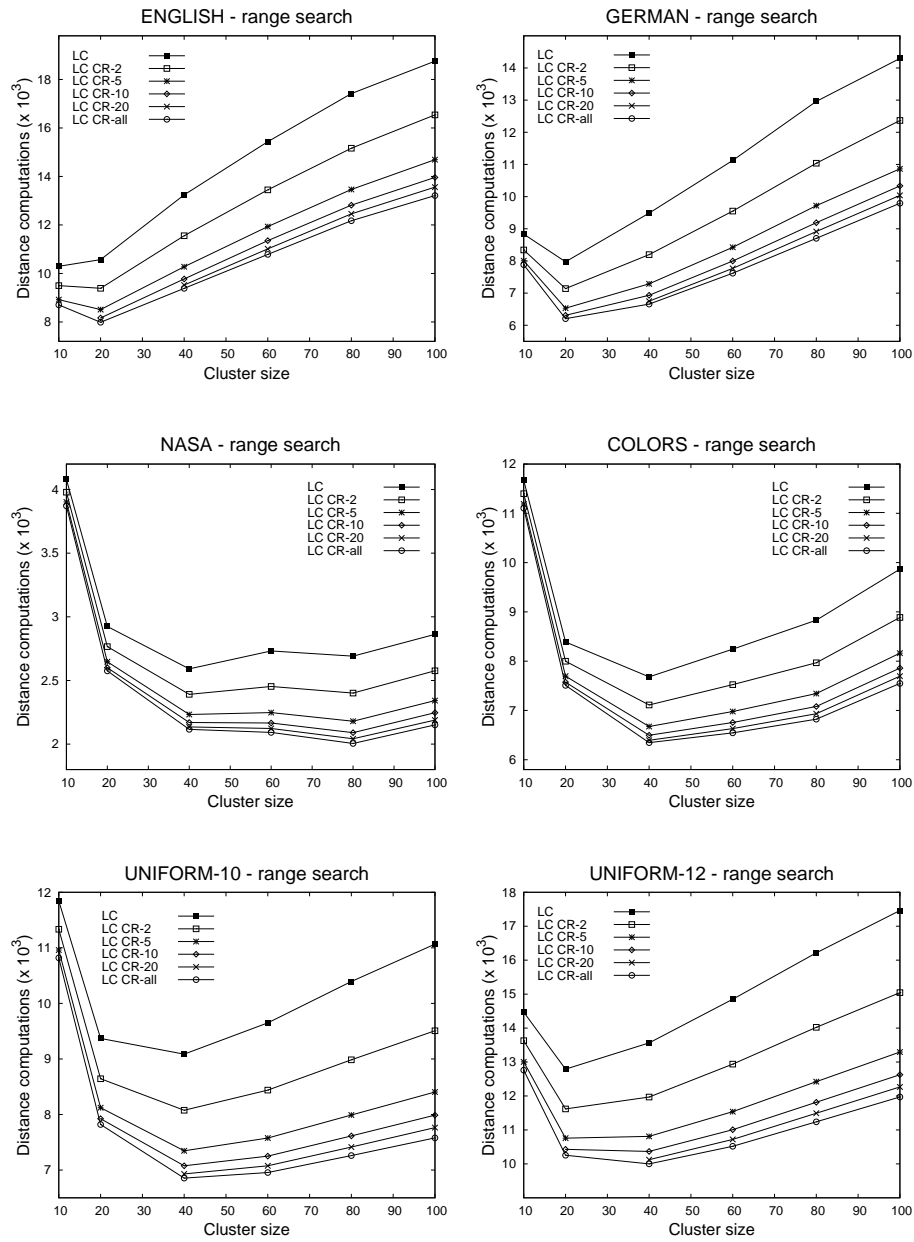 ENGLISH - range search
Distance computations (x 10³)
18
16
14
12
10
8
LC
LC CR-2
LC CR-5
LC CR-10
LC CR-20
LC CR-all
10 20 30 40 50 60 70 80 90 100
Cluster size
GERMAN - range search
Distance computations (x 10³)
14
13
12
11
10
9
8
7
6
LC
LC CR-2
LC CR-5
LC CR-10
LC CR-20
LC CR-all
10 20 30 40 50 60 70 80 90 100
Cluster size
NASA - range search
Distance computations (x 10³)
4
3.5
3
2.5
2
LC
LC CR-2
LC CR-5
LC CR-10
LC CR-20
LC CR-all
10 20 30 40 50 60 70 80 90 100
Cluster size
COLORS - range search
Distance computations (x 10³)
12
11
10
9
8
7
6
LC
LC CR-2
LC CR-5
LC CR-10
LC CR-20
LC CR-all
10 20 30 40 50 60 70 80 90 100
Cluster size
UNIFORM-10 - range search
Distance computations (x 10³)
12
11
10
9
8
7
LC
LC CR-2
LC CR-5
LC CR-10
LC CR-20
LC CR-all
10 20 30 40 50 60 70 80 90 100
Cluster size
UNIFORM-12 - range search
Distance computations (x 10³)
18
17
16
15
14
13
12
11
10
LC
LC CR-2
LC CR-5
LC CR-10
LC CR-20
LC CR-all
10 20 30 40 50 60 70 80 90 100
Cluster size